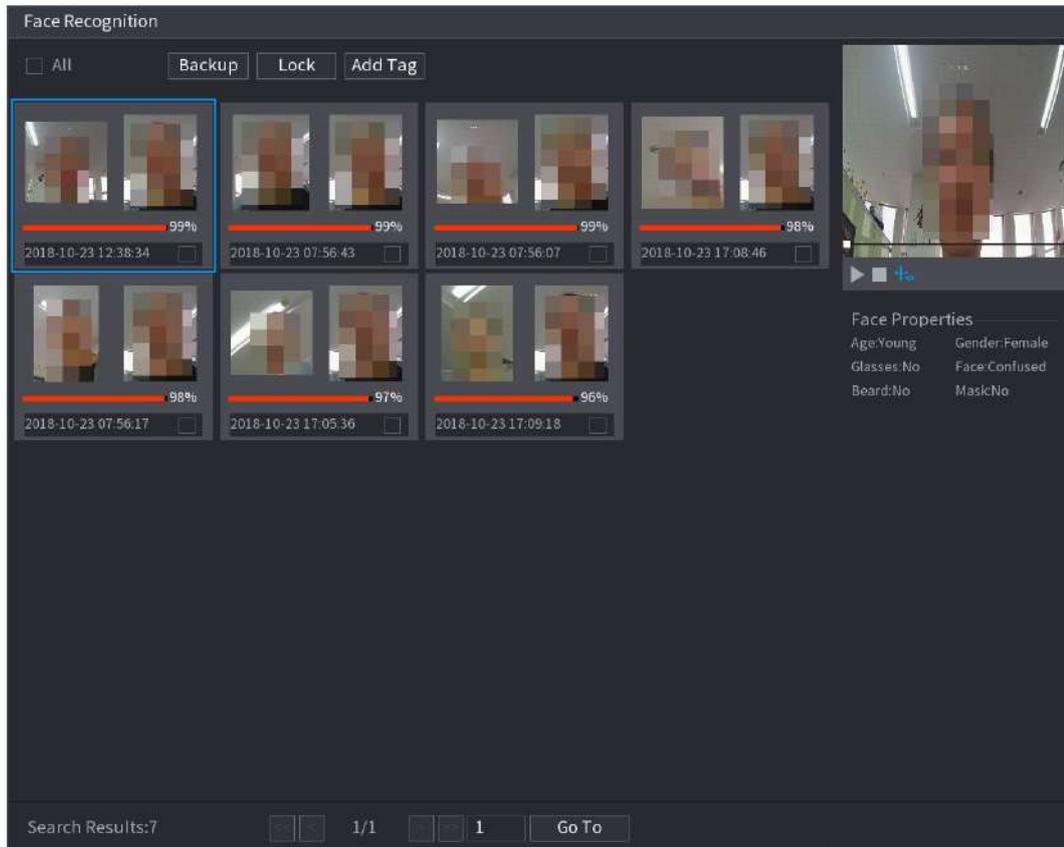 Face Recognition
All Backup Lock Add Tag
99% 99% 99% 98%
2018-10-23 12:38:34 2018-10-23 07:56:43 2018-10-23 07:56:07 2018-10-23 17:08:46
98% 97% 96%
2018-10-23 07:56:17 2018-10-23 17:05:36 2018-10-23 17:09:18
Face Properties
Age:Young Gender:Female
Glasses:No Face:Confused
Beard:No Mask:No
Search Results:7 << < 1/1 > >> 1 Go To